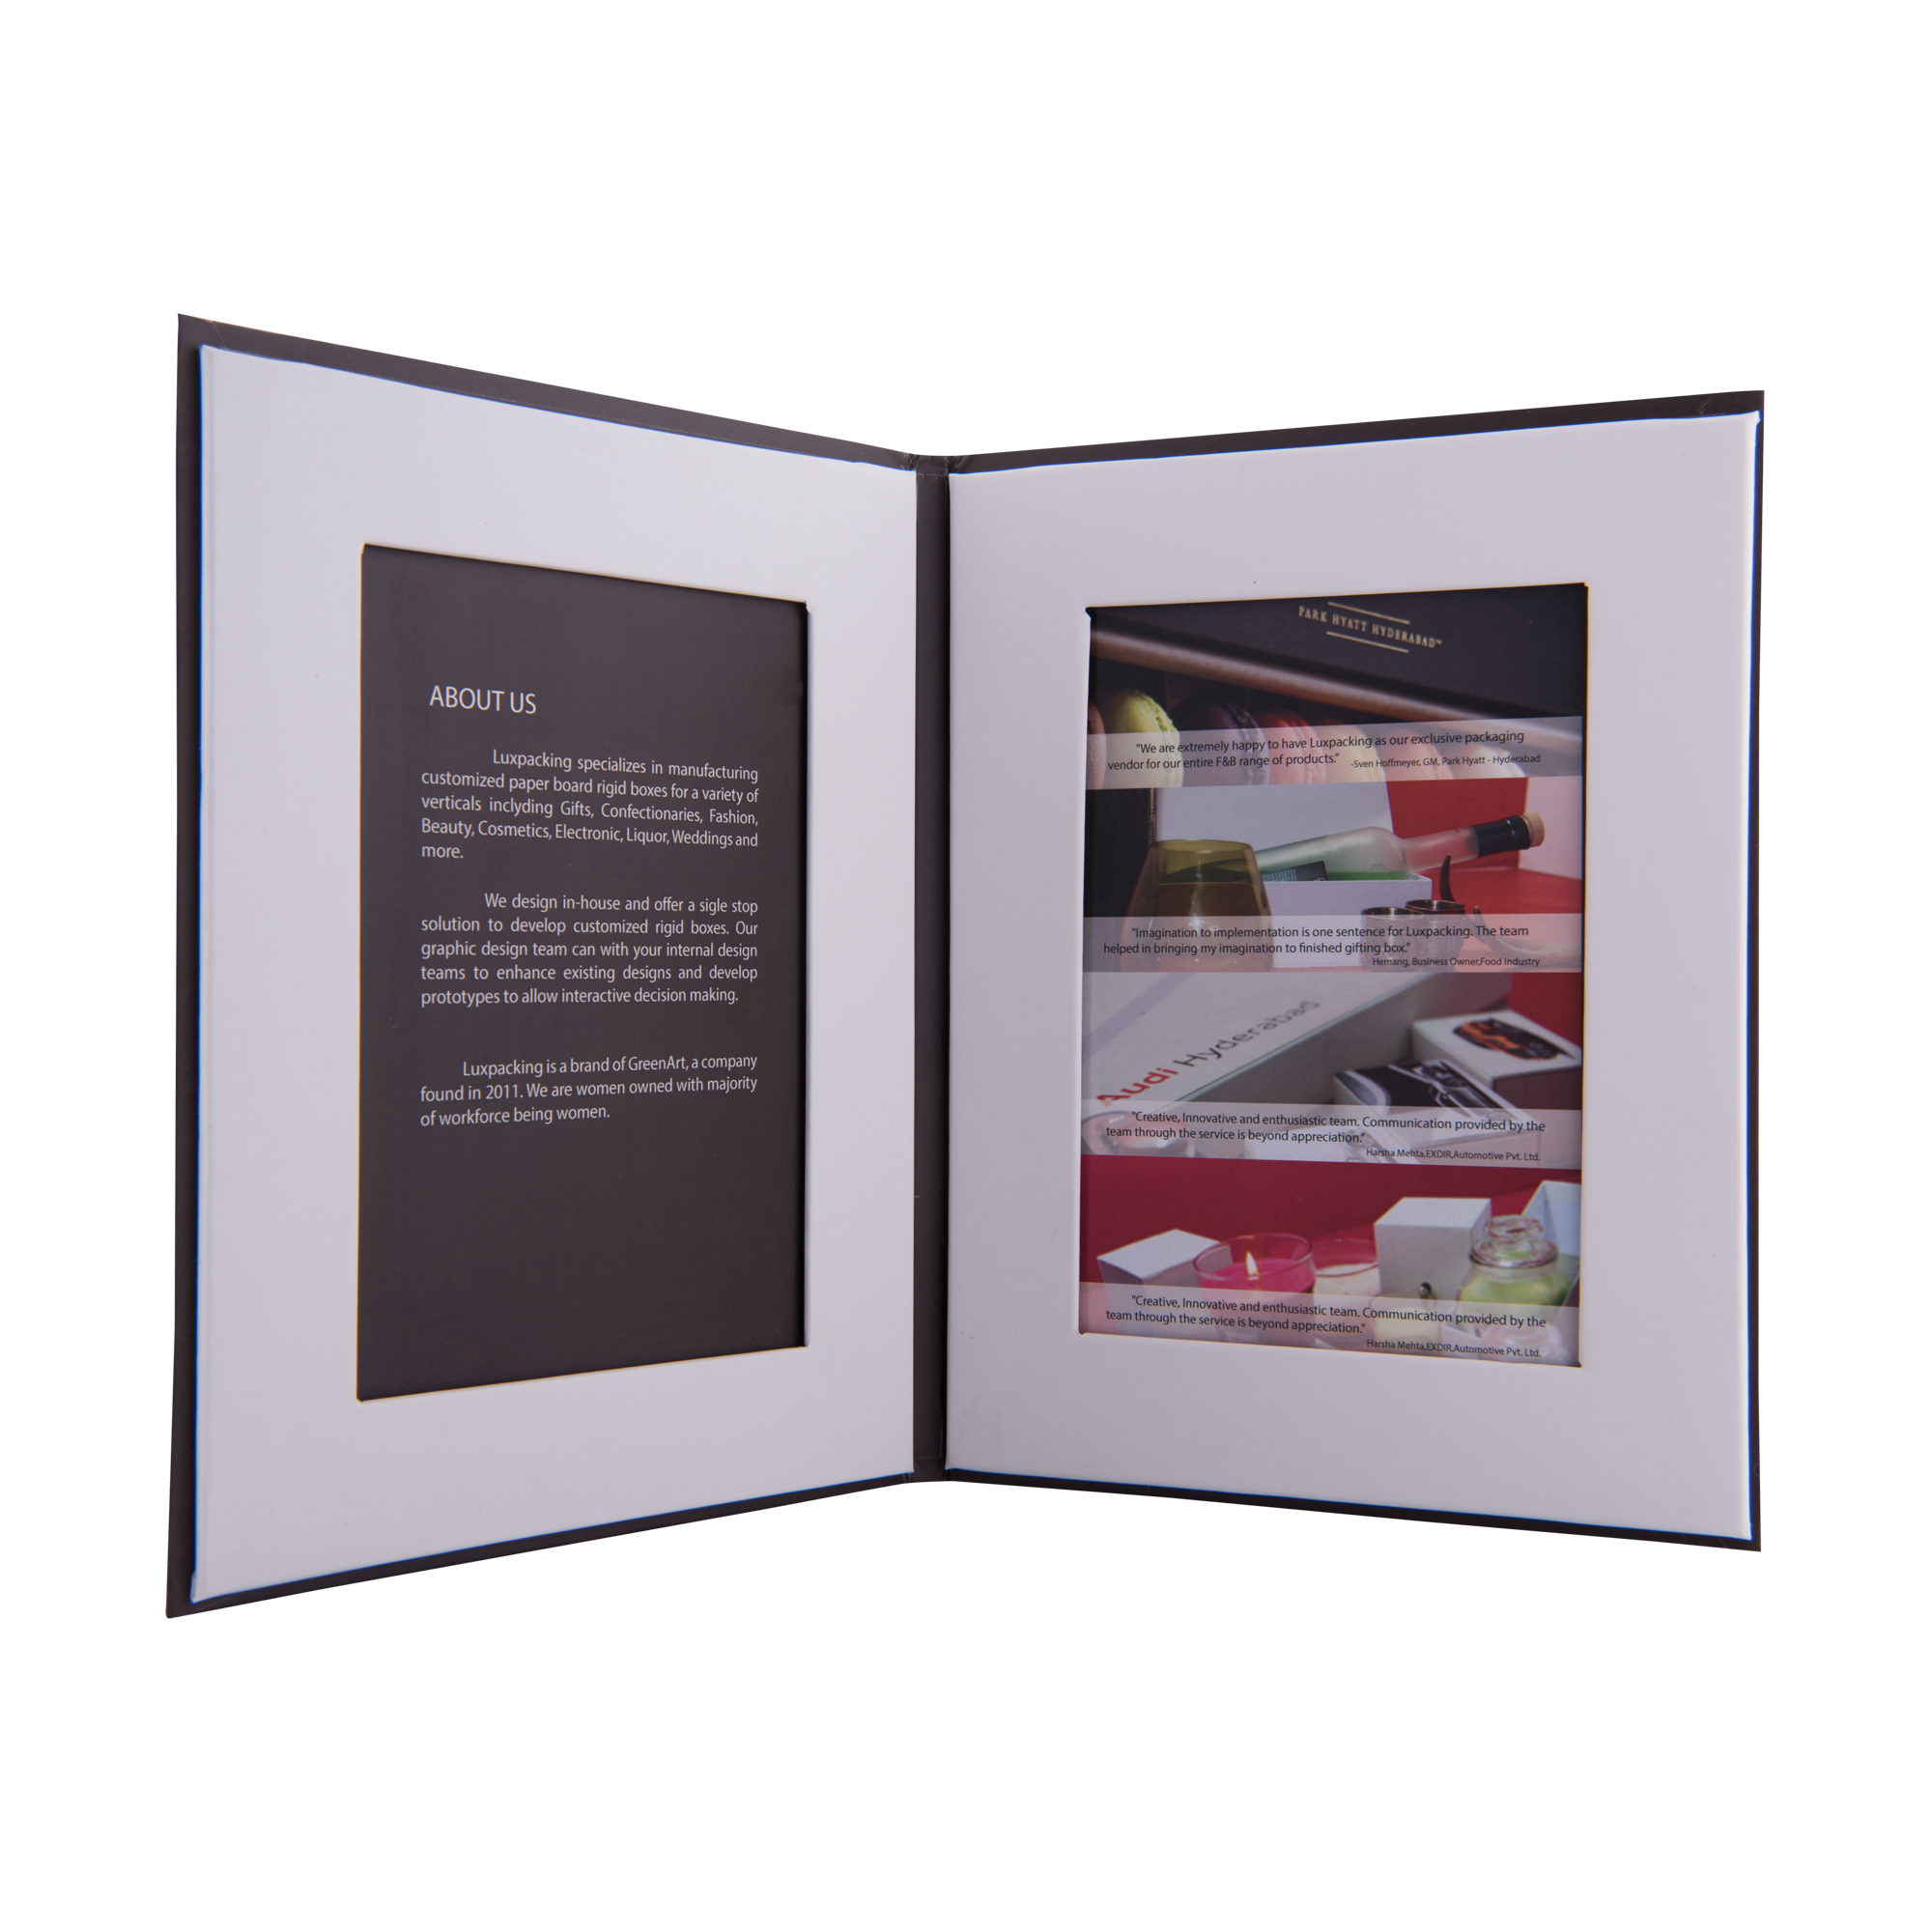 ABOUT US
Luxpacking specializes in manufacturing
customized paper board rigid boxes for a variety of
verticals inclyding Gifts, Confectionaries, Fashion,
Beauty, Cosmetics, Electronic, Liquor, Weddings and
more.
We design in-house and offer a sigle stop
solution to develop customized rigid boxes. Our
graphic design team can with your internal design
teams to enhance existing designs and develop
prototypes to allow interactive decision making.
Luxpacking is a brand of GreenArt, a company
found in 2011. We are women owned with majority
of workforce being women.
PARK HYATT HYDERABAD™
"We are extremely happy to have Luxpacking as our exclusive packaging
vendor for our entire F&B range of products." -Sven Hoffmeyer, GM, Park Hyatt - Hyderabad
"Imagination to implementation is one sentence for Luxpacking. The team
helped in bringing my imagination to finished gifting box."
Hemang, Business Owner,Food Industry
Audi Hyderabad
"Creative, Innovative and enthusiastic team. Communication provided by the
team through the service is beyond appreciation."
Harsha Mehta,EXDIR,Automotive Pvt. Ltd.
"Creative, Innovative and enthusiastic team. Communication provided by the
team through the service is beyond appreciation."
Harsha Mehta,EXDIR,Automotive Pvt. Ltd.